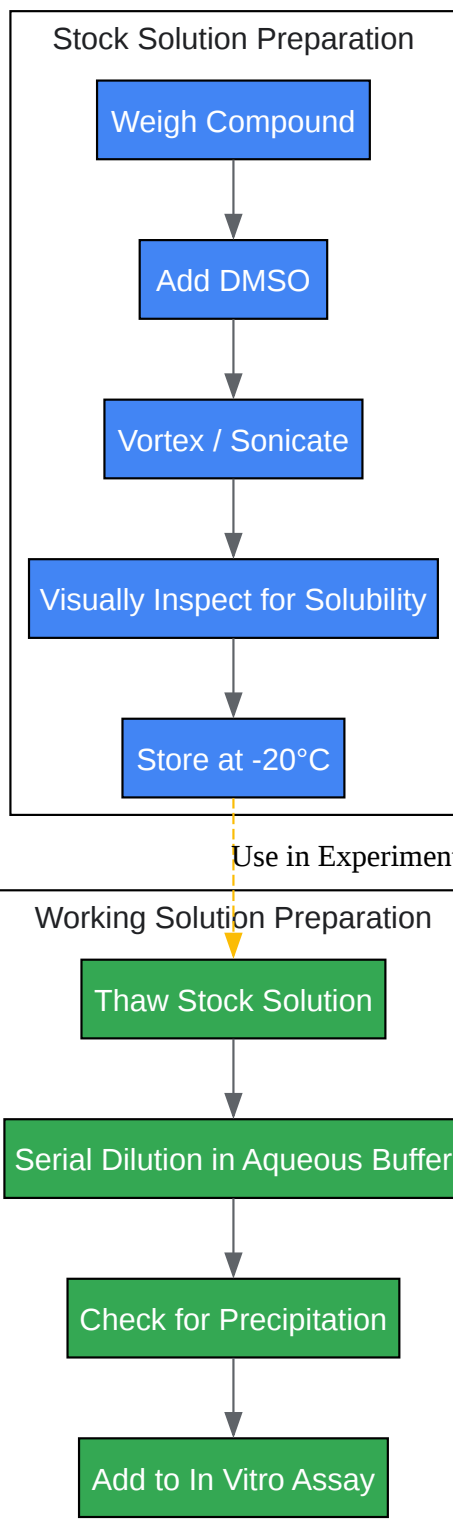 Stock Solution Preparation
Weigh Compound
Add DMSO
Vortex / Sonicate
Visually Inspect for Solubility
Store at -20°C
Use in Experiment
Working Solution Preparation
Thaw Stock Solution
Serial Dilution in Aqueous Buffer
Check for Precipitation
Add to In Vitro Assay